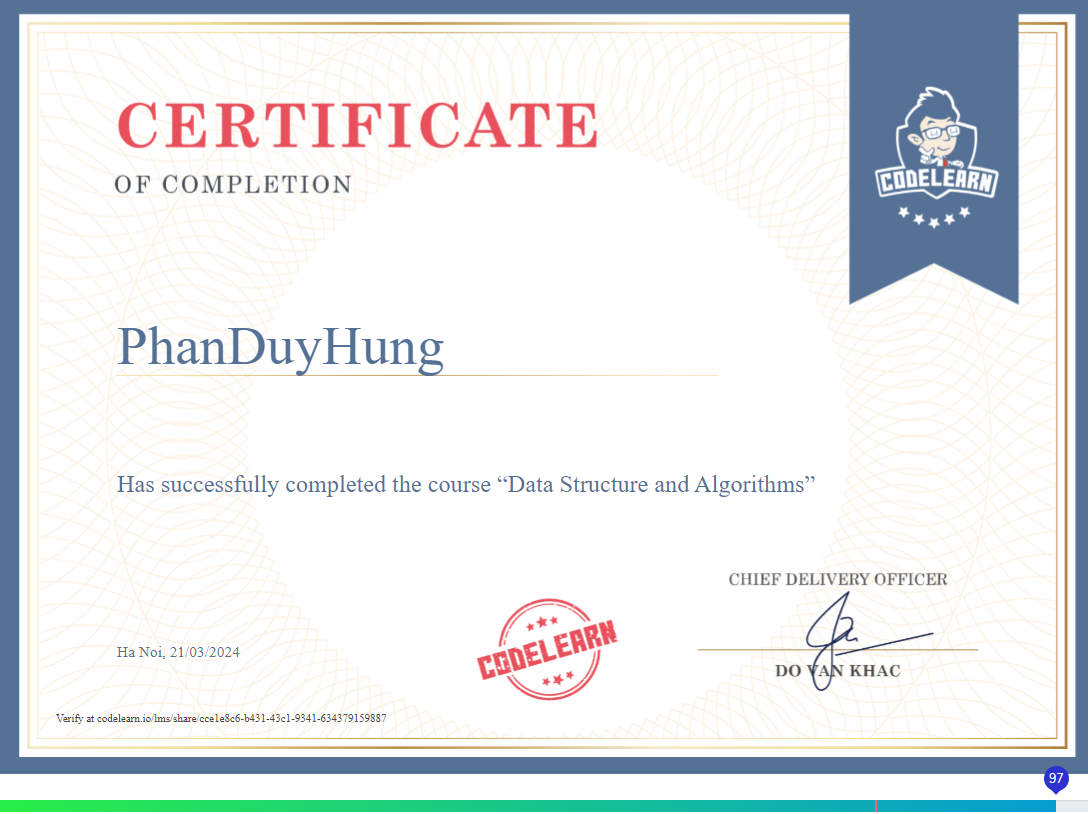 CERTIFICATE
OF COMPLETION
CODELEARN
PhanDuyHung
Has successfully completed the course “Data Structure and Algorithms”
CHIEF DELIVERY OFFICER
CODELEARN
Ha Noi, 21/03/2024
DO VAN KHAC
Verify at codelearn.io/lms/share/cce1e8c6-b431-43c1-9341-634379159887
97